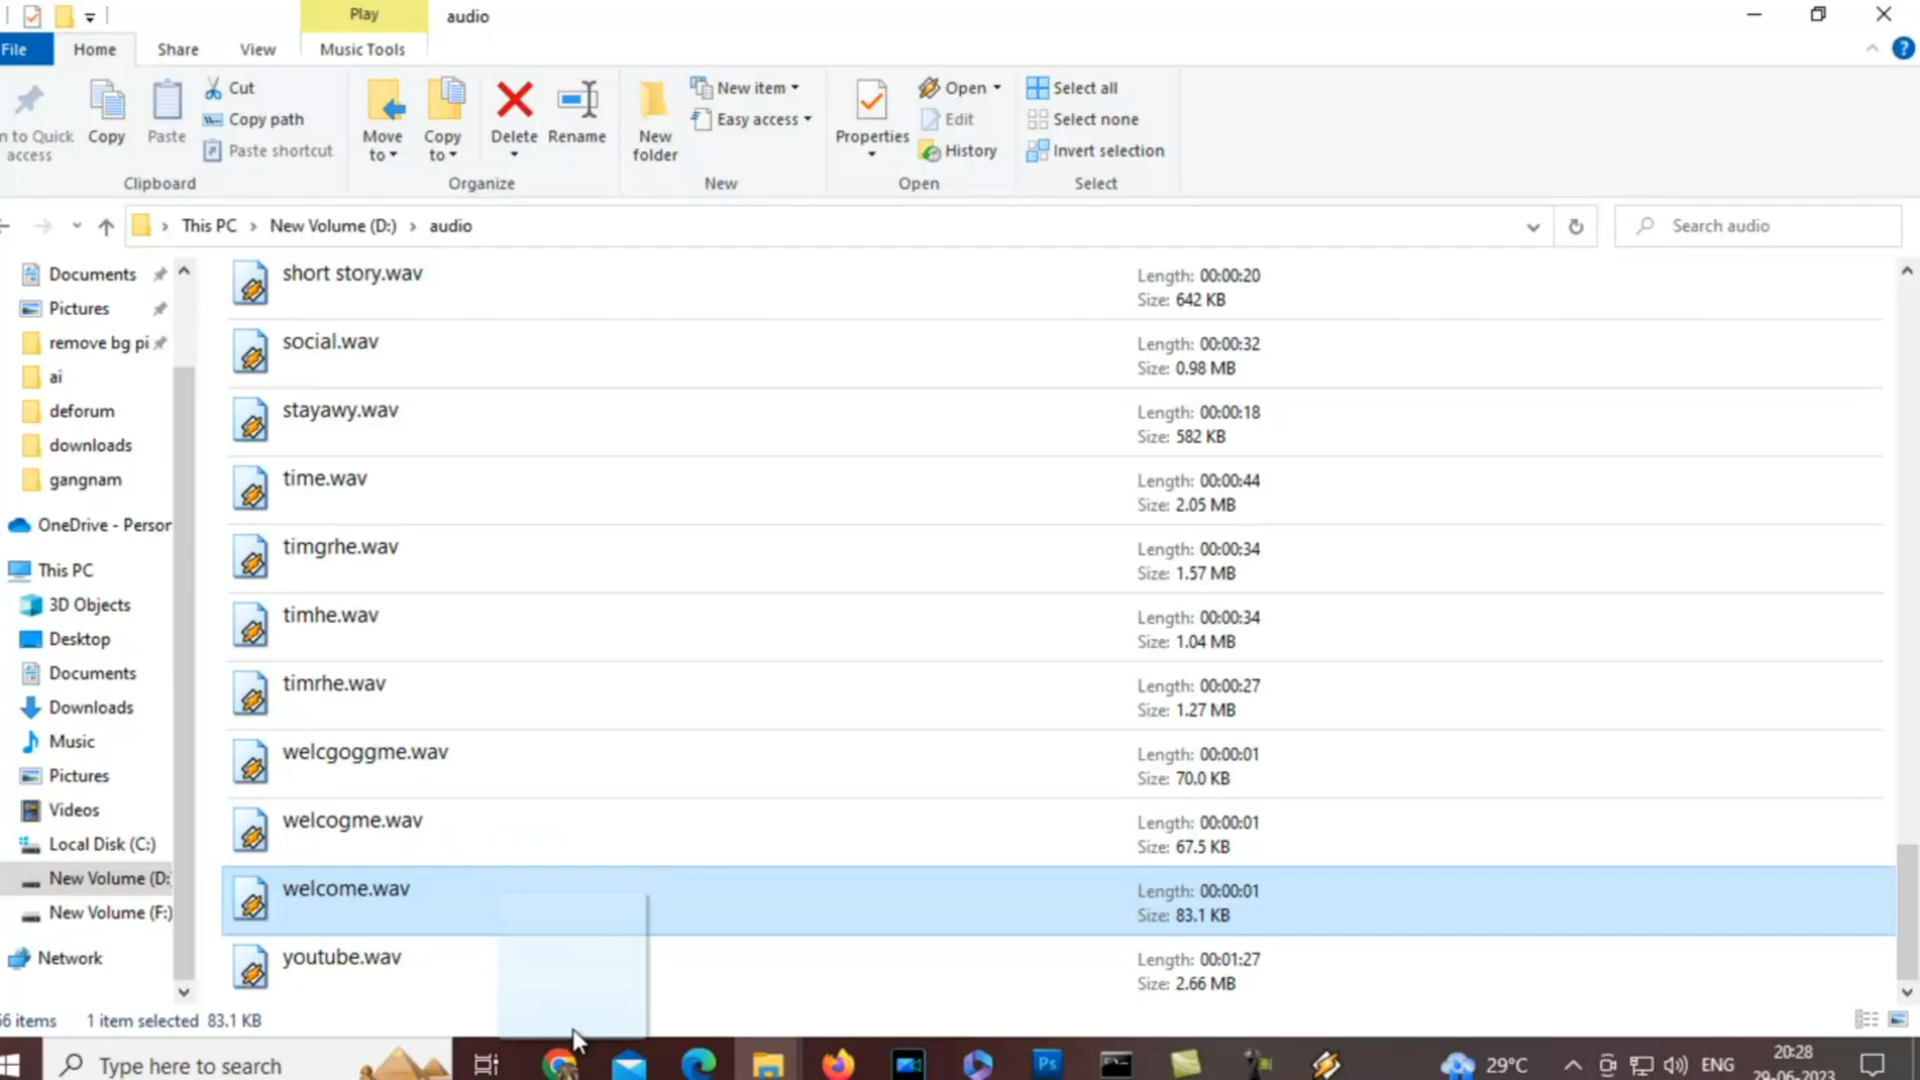 Play
audio
File
Home
Share
View
Music Tools
n to Quick
access
Copy
Paste
Cut
Copy path
Paste shortcut
Move
to
Copy
to
Delete
Rename
New
folder
New item
Easy access
Properties
Open
Edit
History
Select all
Select none
Invert selection
Clipboard
Organize
New
Open
Select
This PC
New Volume (D:)
audio
Search audio
Documents
Pictures
remove bg pi
ai
deforum
downloads
gangnam
OneDrive - Person
This PC
3D Objects
Desktop
Documents
Downloads
Music
Pictures
Videos
Local Disk (C:)
New Volume (D:
New Volume (F:)
Network
short story.wav
Length: 00:00:20
Size: 642 KB
social.wav
Length: 00:00:32
Size: 0.98 MB
stayawy.wav
Length: 00:00:18
Size: 582 KB
time.wav
Length: 00:00:44
Size: 2.05 MB
timgrhe.wav
Length: 00:00:34
Size: 1.57 MB
timhe.wav
Length: 00:00:34
Size: 1.04 MB
timrhe.wav
Length: 00:00:27
Size: 1.27 MB
welcgoggme.wav
Length: 00:00:01
Size: 70.0 KB
welcogme.wav
Length: 00:00:01
Size: 67.5 KB
welcome.wav
Length: 00:00:01
Size: 83.1 KB
youtube.wav
Length: 00:01:27
Size: 2.66 MB
66 items
1 item selected 83.1 KB
Type here to search
Ps
29°C
ENG
20:28
29-06-2023